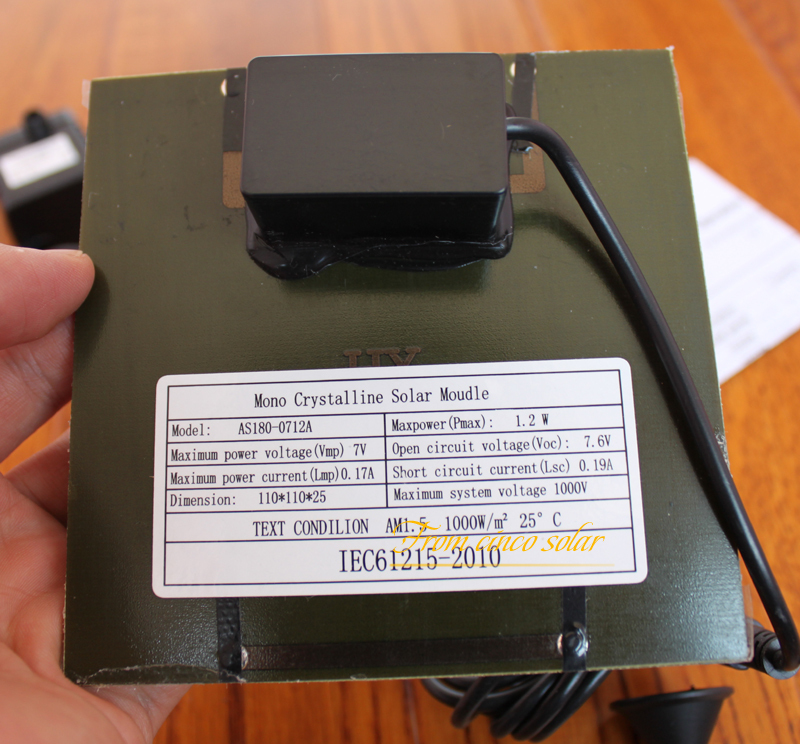 Mono Crystalline Solar Moudle
Model: AS180-0712A Maxpower(Pmax): 1.2 W
Maximum power voltage(Vmp) 7V Open circuit voltage(Voc): 7.6V
Maximum power current(Lmp) 0.17A Short circuit current(Lsc) 0.19A
Dimension: 110*110*25 Maximum system voltage 1000V
TEXT CONDILION AM1.5 1000W/m² 25° C
From cinco solar
IEC61215-2010